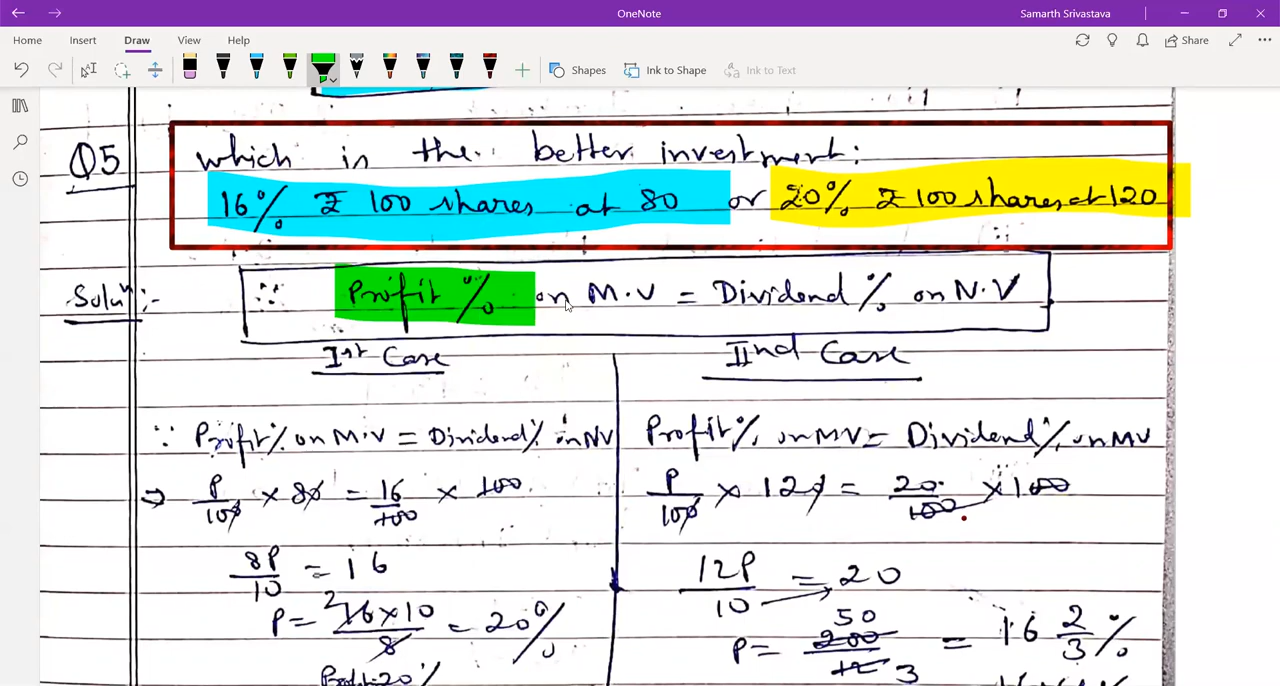 OneNote
Samarth Srivastava
Home Insert Draw View Help
Share
Shapes Ink to Shape Ink to Text
Q5 which is the better investment:
16% ₹ 100 shares at 80 or 20% ₹ 100 shares at 120
Solun:- ∵ Profit % on M.V = Dividend % on N.V
Ist Case
∵ Profit % on M.V = Dividend % on NV
⇒ P/100 × 80 = 16/100 × 100
8P/10 = 16
P = 16×10/8 = 20%
2
IInd Case
Profit % on MV = Dividend % on MV
P/100 × 120 = 20/100 × 100
12P/10 = 20
50
P = 200/12 = 16 2/3 %
3